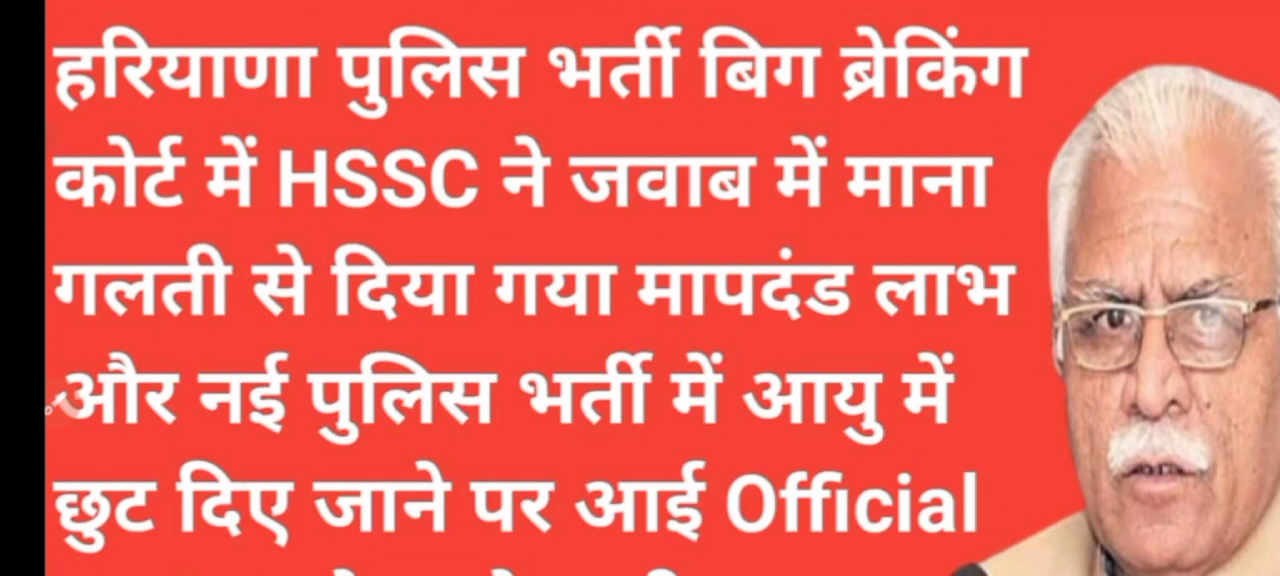 हरियाणा पुलिस भर्ती बिग ब्रेकिंग
कोर्ट में HSSC ने जवाब में माना
गलती से दिया गया मापदंड लाभ
और नई पुलिस भर्ती में आयु में
छुट दिए जाने पर आई Official